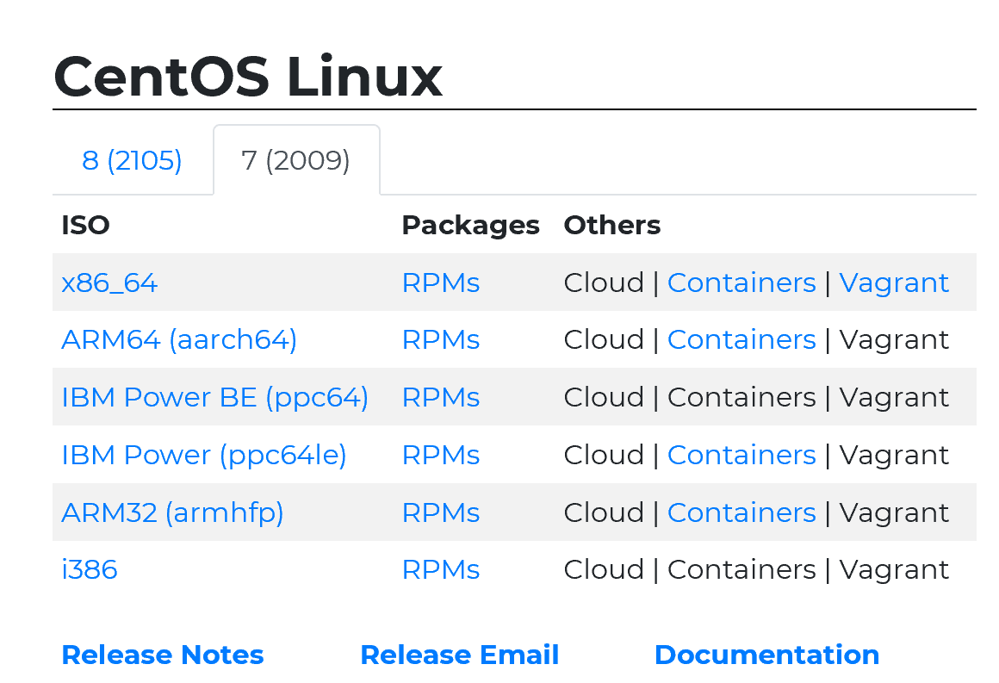 CentOS Linux
8 (2105) 7 (2009)
ISO Packages Others
x86_64 RPMs Cloud | Containers | Vagrant
ARM64 (aarch64) RPMs Cloud | Containers | Vagrant
IBM Power BE (ppc64) RPMs Cloud | Containers | Vagrant
IBM Power (ppc64le) RPMs Cloud | Containers | Vagrant
ARM32 (armhfp) RPMs Cloud | Containers | Vagrant
i386 RPMs Cloud | Containers | Vagrant
Release Notes Release Email Documentation